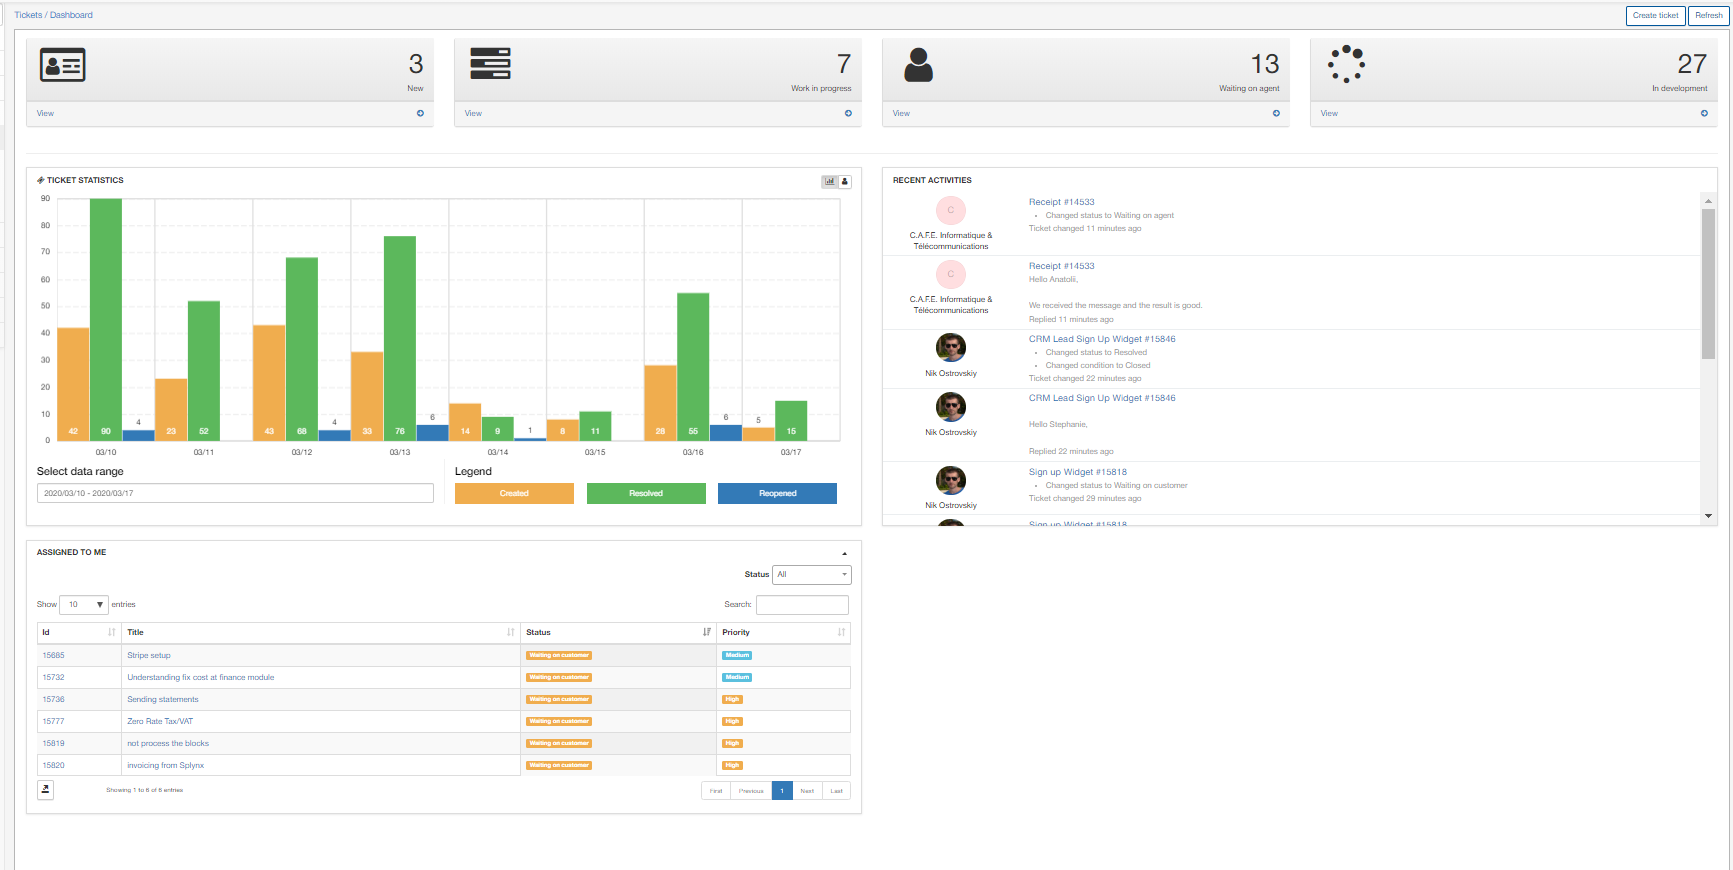 Tickets / Dashboard
Create ticket
Refresh
3
New
View
7
Work in progress
View
13
Waiting on agent
View
27
In development
View
TICKET STATISTICS
90
80
70
60
50
40
30
20
10
0
42
90
4
23
52
43
68
4
33
76
6
14
9
1
8
11
28
55
6
5
15
03/10
03/11
03/12
03/13
03/14
03/15
03/16
03/17
Select data range
2020/03/10 - 2020/03/17
Legend
Created
Resolved
Reopened
RECENT ACTIVITIES
C
C.A.F.E. Informatique &
Télécommunications
Receipt #14533
• Changed status to Waiting on agent
Ticket changed 11 minutes ago
C
C.A.F.E. Informatique &
Télécommunications
Receipt #14533
Hello Anatolii,
We received the message and the result is good.
Replied 11 minutes ago
Nik Ostrovskiy
CRM Lead Sign Up Widget #15846
• Changed status to Resolved
• Changed condition to Closed
Ticket changed 22 minutes ago
Nik Ostrovskiy
CRM Lead Sign Up Widget #15846
Hello Stephanie,
Replied 22 minutes ago
Nik Ostrovskiy
Sign up Widget #15818
• Changed status to Waiting on customer
Ticket changed 29 minutes ago
Sign up Widget #15818
ASSIGNED TO ME
Status All
Show 10 entries
Search:
Id Title Status Priority
15685 Stripe setup Waiting on customer Medium
15732 Understanding fix cost at finance module Waiting on customer Medium
15736 Sending statements Waiting on customer High
15777 Zero Rate Tax/VAT Waiting on customer High
15819 not process the blocks Waiting on customer High
15820 invoicing from Splynx Waiting on customer High
Showing 1 to 6 of 6 entries
First Previous 1 Next Last